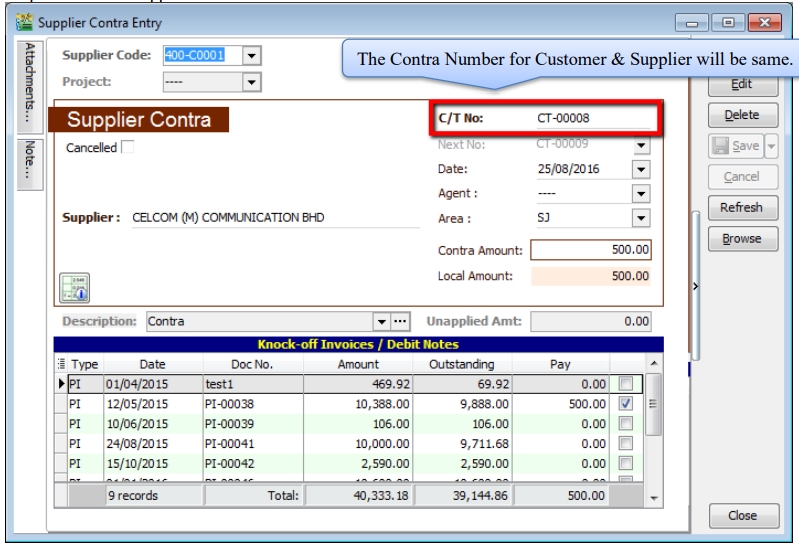 Supplier Contra Entry
Attachments...
Note...
Supplier Code: 400-C0001
The Contra Number for Customer & Supplier will be same.
Project: ----
Edit
Supplier Contra
C/T No: CT-00008
Delete
Cancelled
Next No: CT-00009
Save
Date: 25/08/2016
Cancel
Agent : ----
Refresh
Supplier : CELCOM (M) COMMUNICATION BHD
Area : SJ
Browse
Contra Amount: 500.00
Local Amount: 500.00
Description: Contra
Unapplied Amt: 0.00
Knock-off Invoices / Debit Notes
Type Date Doc No. Amount Outstanding Pay
PI 01/04/2015 test1 469.92 69.92 0.00
PI 12/05/2015 PI-00038 10,388.00 9,888.00 500.00
PI 10/06/2015 PI-00039 106.00 106.00 0.00
PI 24/08/2015 PI-00041 10,000.00 9,711.68 0.00
PI 15/10/2015 PI-00042 2,590.00 2,590.00 0.00
9 records Total: 40,333.18 39,144.86 500.00
Close